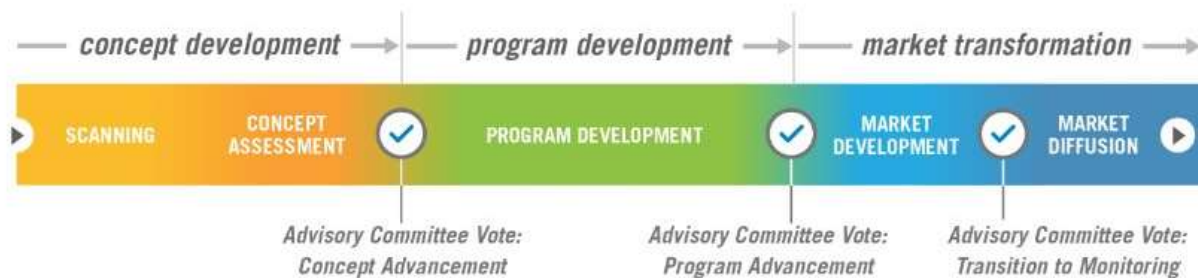 concept development
program development
market transformation
SCANNING
CONCEPT
ASSESSMENT
PROGRAM DEVELOPMENT
MARKET
DEVELOPMENT
MARKET
DIFFUSION
Advisory Committee Vote:
Concept Advancement
Advisory Committee Vote:
Program Advancement
Advisory Committee Vote:
Transition to Monitoring